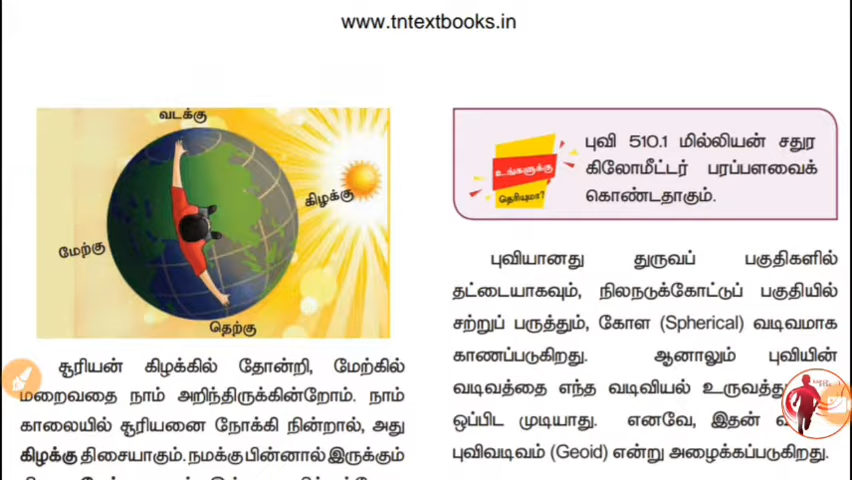 www.tntextbooks.in
வடக்கு
கிழக்கு
மேற்கு
தெற்கு
சூரியன் கிழக்கில் தோன்றி, மேற்கில்
மறைவதை நாம் அறிந்திருக்கின்றோம். நாம்
காலையில் சூரியனை நோக்கி நின்றால், அது
கிழக்கு திசையாகும். நமக்கு பின்னால் இருக்கும்
உங்களுக்கு
தெரியுமா?
புவி 510.1 மில்லியன் சதுர
கிலோமீட்டர் பரப்பளவைக்
கொண்டதாகும்.
புவியானது துருவப் பகுதிகளில்
தட்டையாகவும், நிலநடுக்கோட்டுப் பகுதியில்
சற்றுப் பருத்தும், கோள (Spherical) வடிவமாக
காணப்படுகிறது. ஆனாலும் புவியின்
வடிவத்தை எந்த வடிவியல் உருவத்து
ஒப்பிட முடியாது. எனவே, இதன்
புவிவடிவம் (Geoid) என்று அழைக்கப்படுகிறது.